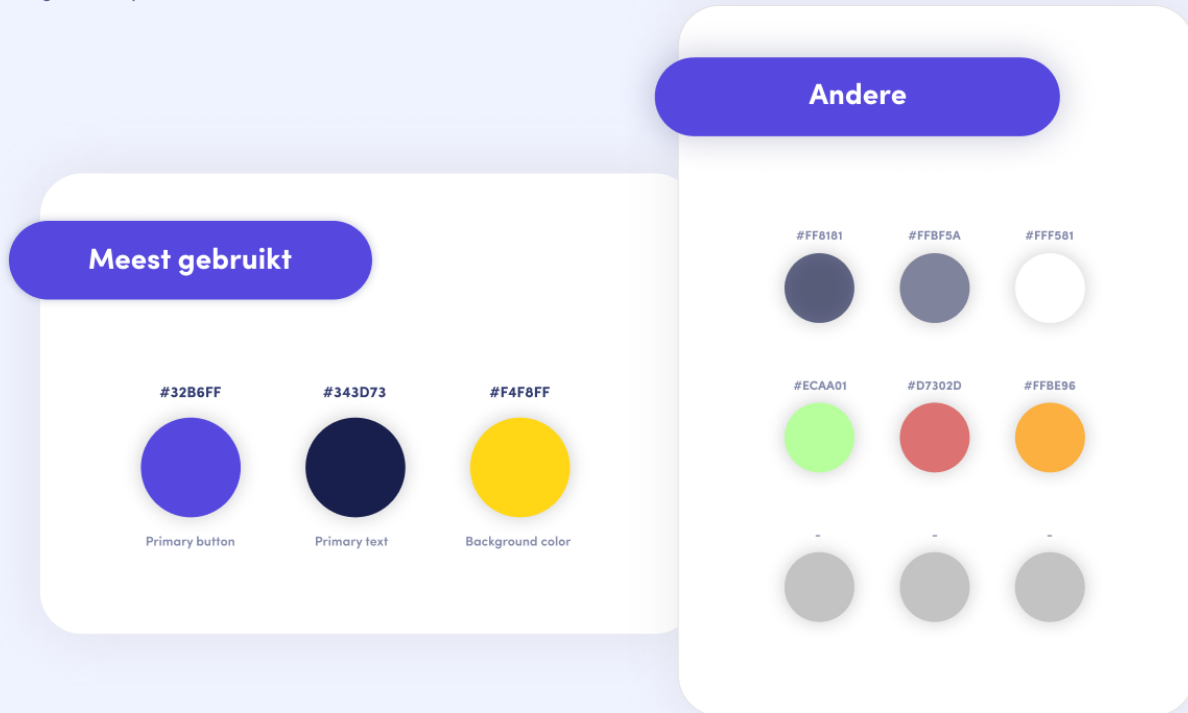 Meest gebruikt
#32B6FF #343D73 #F4F8FF
Primary button Primary text Background color
Andere
#FF8181 #FFBF5A #FFF581
#ECAA01 #D7302D #FFBE96
- - -